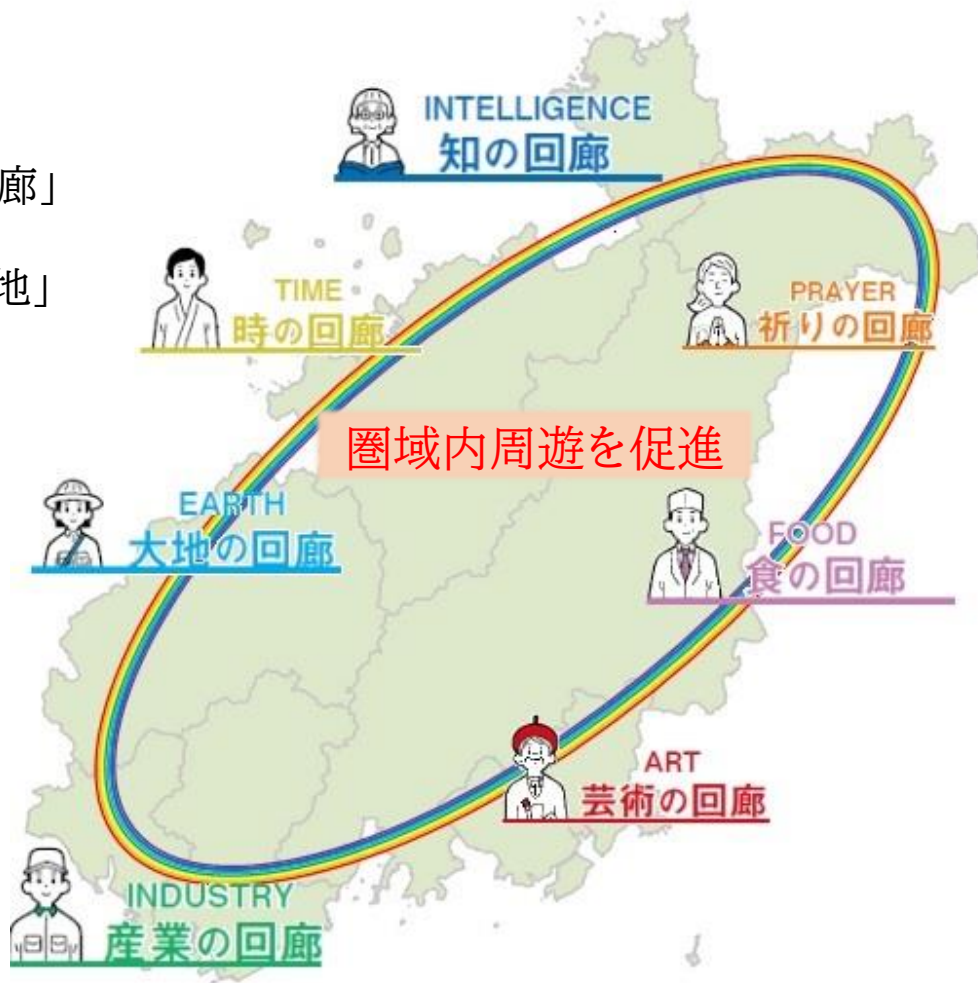 INTELLIGENCE
知の回廊
廊」
地」
TIME
時の回廊
PRAYER
祈りの回廊
圏域内周遊を促進
EARTH
大地の回廊
FOOD
食の回廊
ART
芸術の回廊
INDUSTRY
産業の回廊